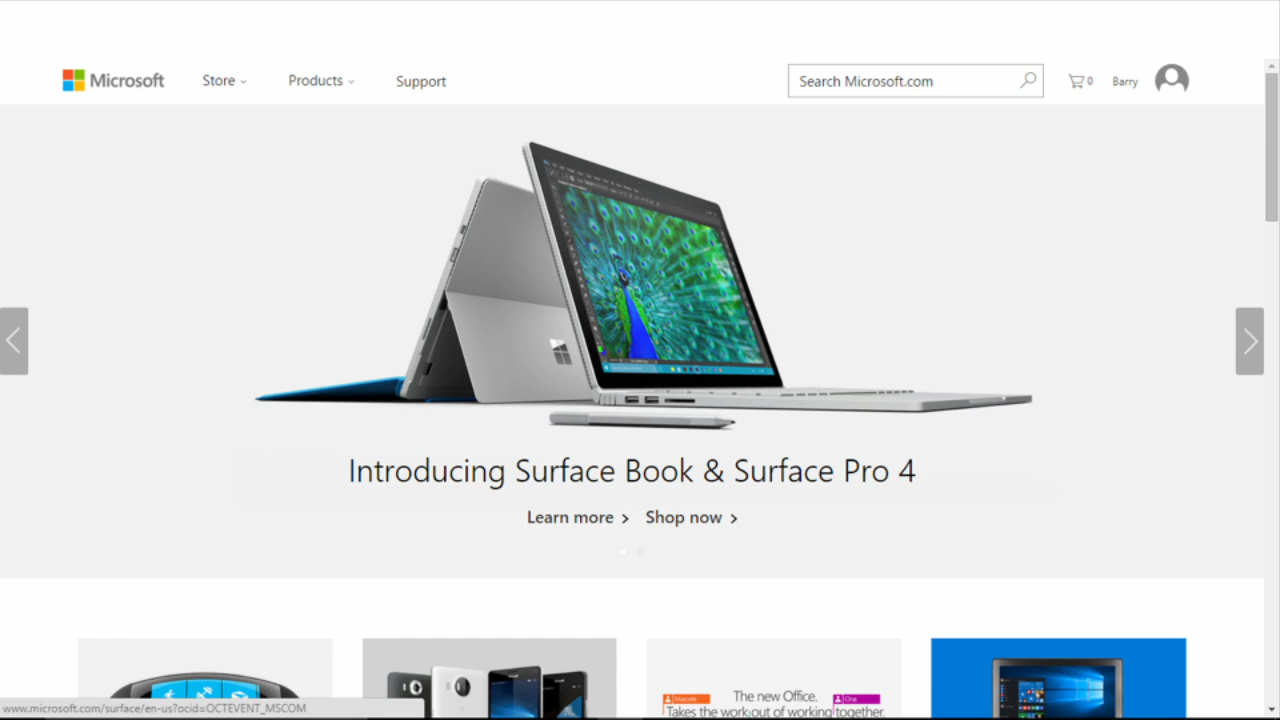 Microsoft
Store
Products
Support
Search Microsoft.com
0
Barry
Introducing Surface Book & Surface Pro 4
Learn more
Shop now
The new Office.
Takes the work out of working together.
www.microsoft.com/surface/en-us?ocid=OCTEVENT_MSCOM